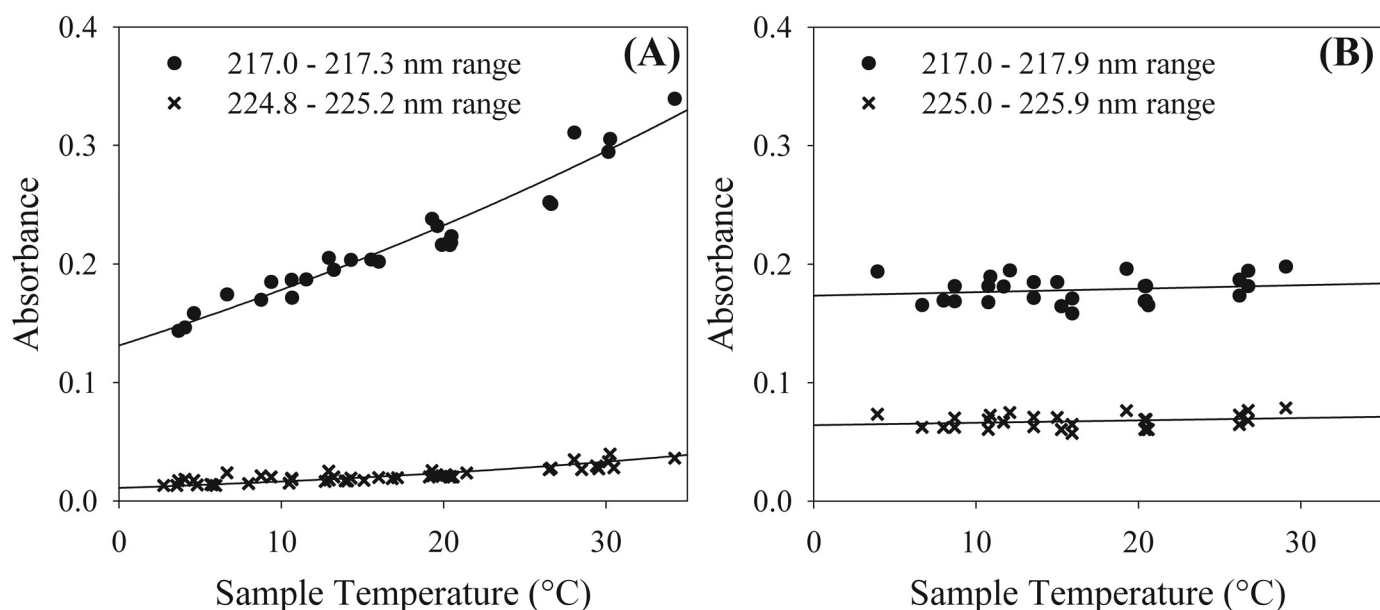 (A)
217.0 - 217.3 nm range
224.8 - 225.2 nm range
Absorbance
0.4
0.3
0.2
0.1
0.0
0
10
20
30
Sample Temperature (°C)
(B)
217.0 - 217.9 nm range
225.0 - 225.9 nm range
Absorbance
0.4
0.3
0.2
0.1
0.0
0
10
20
30
Sample Temperature (°C)